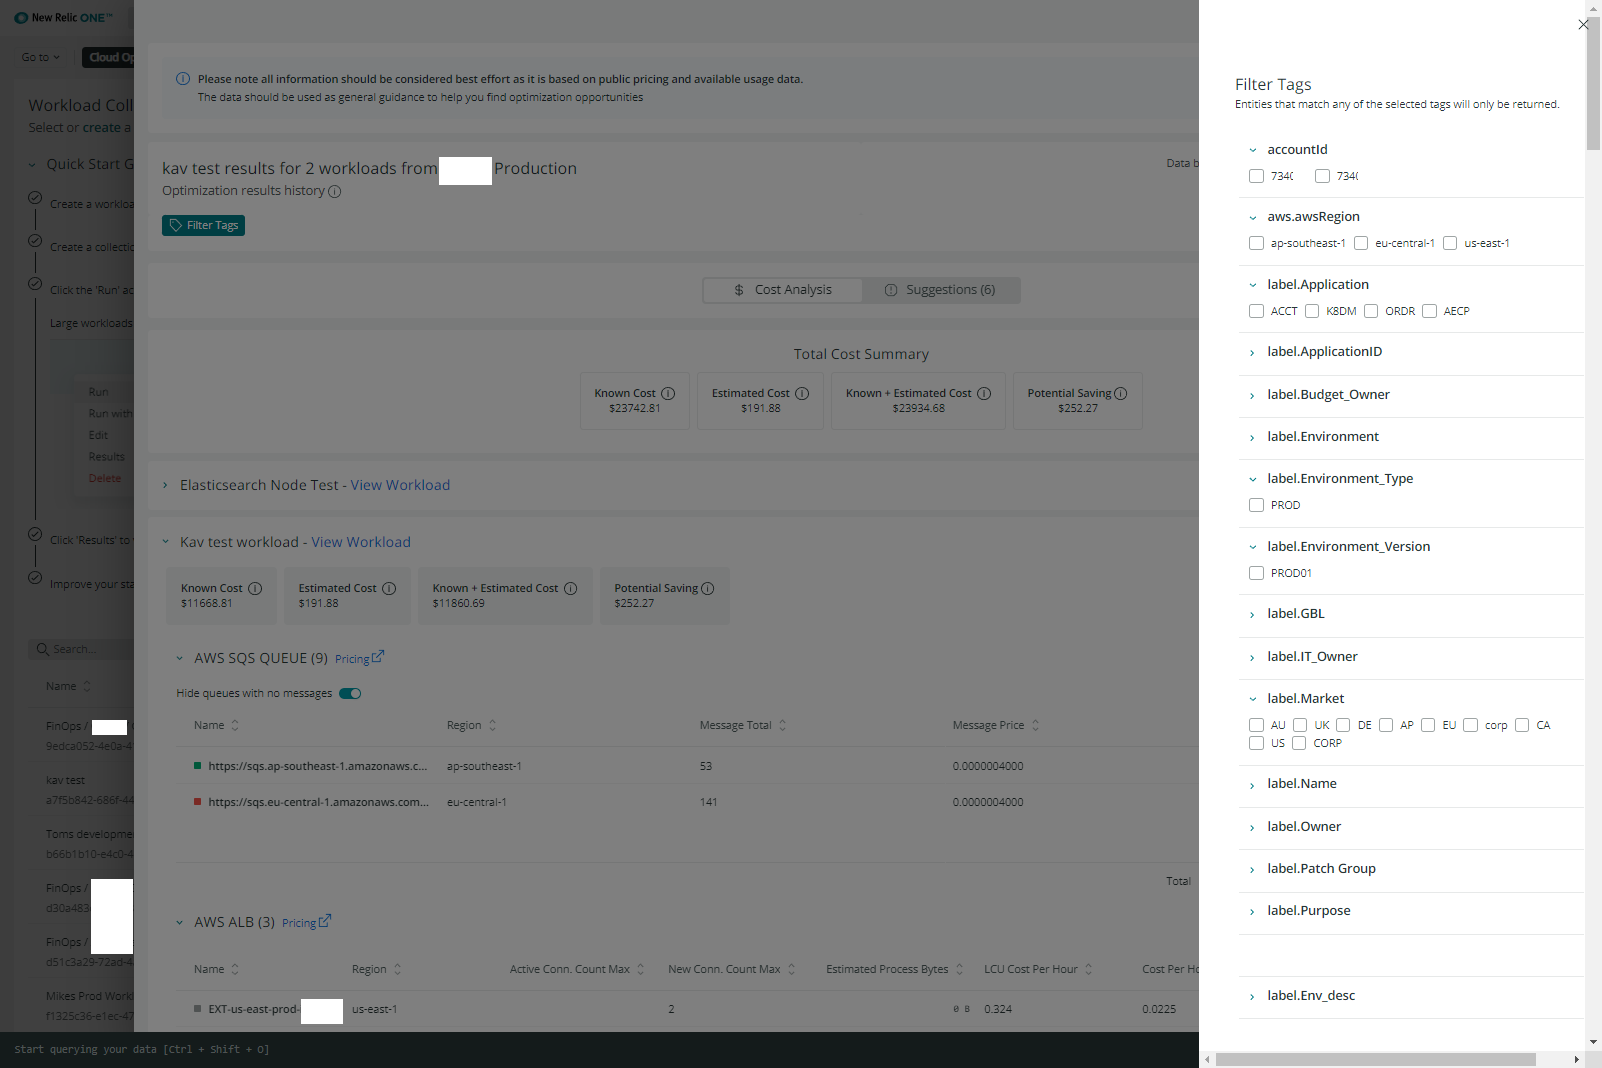 New Relic ONE™
Go to
Cloud Op
Workload Coll
Select or create a
Quick Start G
Create a workloa
Create a collectio
Click the 'Run' ac
Large workloads
Run
Run with
Edit
Results
Delete
Click 'Results' to
Improve your sta
Search...
Name
FinOps /
9edca052-4e0a-4
kav test
a7f5b842-686f-44
Toms developme
b66b1b10-e4c0-4
FinOps /
d30a483
FinOps /
d51c3a29-72ad-4
Mikes Prod Workl
f1325c36-e1ec-47
Please note all information should be considered best effort as it is based on public pricing and available usage data.
The data should be used as general guidance to help you find optimization opportunities
kav test results for 2 workloads from Production
Data b
Optimization results history
Filter Tags
$ Cost Analysis
Suggestions (6)
Total Cost Summary
Known Cost
$23742.81
Estimated Cost
$191.88
Known + Estimated Cost
$23934.68
Potential Saving
$252.27
Elasticsearch Node Test - View Workload
Kav test workload - View Workload
Known Cost
$11668.81
Estimated Cost
$191.88
Known + Estimated Cost
$11860.69
Potential Saving
$252.27
AWS SQS QUEUE (9) Pricing
Hide queues with no messages
Name Region Message Total Message Price
https://sqs.ap-southeast-1.amazonaws.c... ap-southeast-1 53 0.0000004000
https://sqs.eu-central-1.amazonaws.com... eu-central-1 141 0.0000004000
Total
AWS ALB (3) Pricing
Name Region Active Conn. Count Max New Conn. Count Max Estimated Process Bytes LCU Cost Per Hour Cost Per Ho
EXT-us-east-prod- us-east-1 2 0 B 0.324 0.0225
Start querying your data [Ctrl + Shift + O]
Filter Tags
Entities that match any of the selected tags will only be returned.
accountId
734 734
aws.awsRegion
ap-southeast-1 eu-central-1 us-east-1
label.Application
ACCT K8DM ORDR AECP
label.ApplicationID
label.Budget_Owner
label.Environment
label.Environment_Type
PROD
label.Environment_Version
PROD01
label.GBL
label.IT_Owner
label.Market
AU UK DE AP EU corp CA
US CORP
label.Name
label.Owner
label.Patch Group
label.Purpose
label.Env_desc